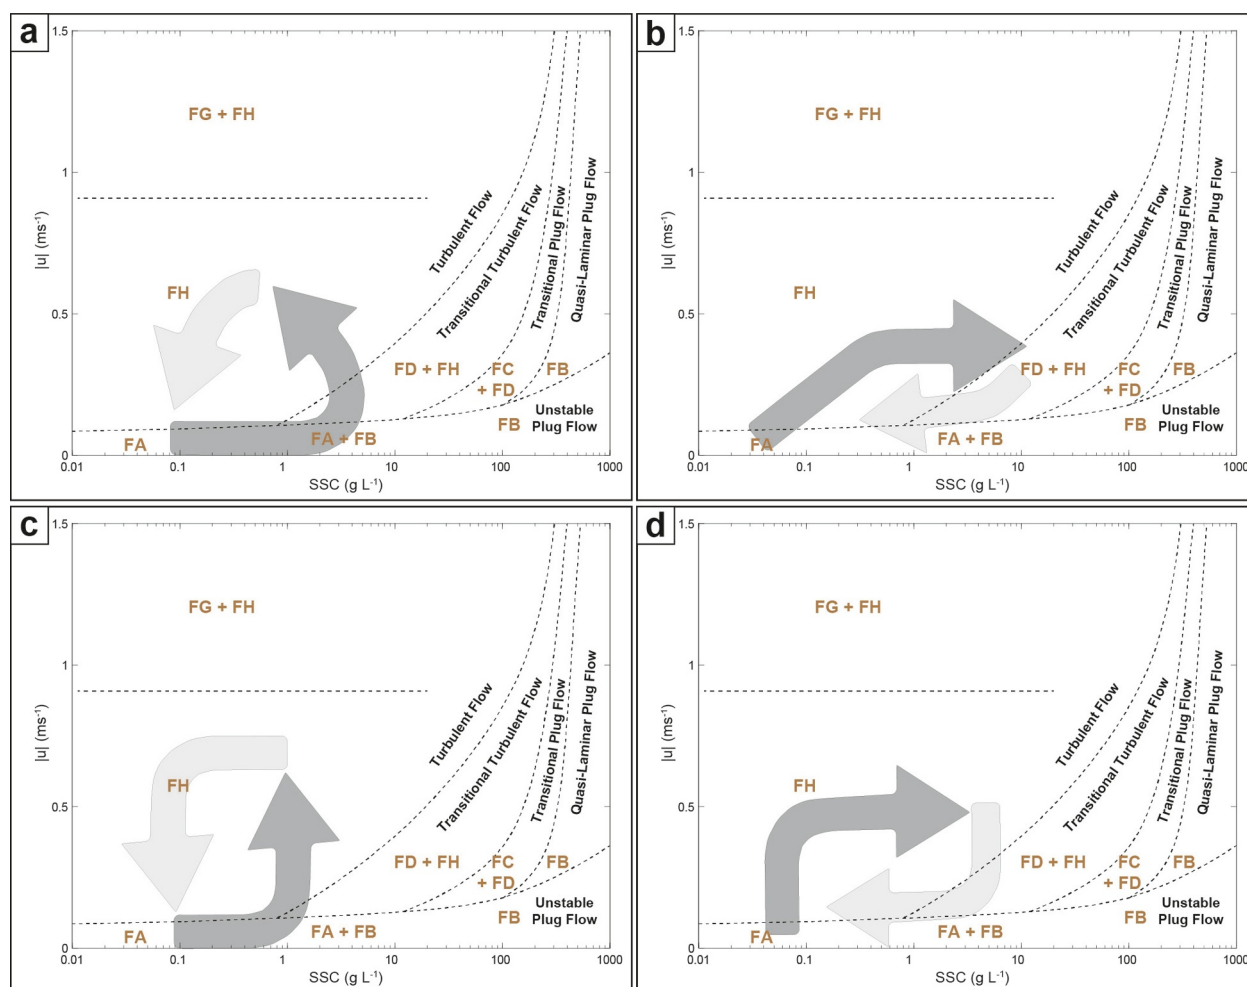 a
1.5
1
0.5
0
|u| (ms⁻¹)
FG + FH
FH
Turbulent Flow
Transitional Turbulent Flow
Transitional Plug Flow
Quasi-Laminar Plug Flow
FD + FH
FC
+ FD
FB
FB
Unstable
Plug Flow
FA
FA + FB
0.01
0.1
1
10
100
1000
SSC (g L⁻¹)
b
1.5
1
0.5
0
|u| (ms⁻¹)
FG + FH
FH
Turbulent Flow
Transitional Turbulent Flow
Transitional Plug Flow
Quasi-Laminar Plug Flow
FD + FH
FC
+ FD
FB
FB
Unstable
Plug Flow
FA
FA + FB
0.01
0.1
1
10
100
1000
SSC (g L⁻¹)
c
1.5
1
0.5
0
|u| (ms⁻¹)
FG + FH
FH
Turbulent Flow
Transitional Turbulent Flow
Transitional Plug Flow
Quasi-Laminar Plug Flow
FD + FH
FC
+ FD
FB
FB
Unstable
Plug Flow
FA
FA + FB
0.01
0.1
1
10
100
1000
SSC (g L⁻¹)
d
1.5
1
0.5
0
|u| (ms⁻¹)
FG + FH
FH
Turbulent Flow
Transitional Turbulent Flow
Transitional Plug Flow
Quasi-Laminar Plug Flow
FD + FH
FC
+ FD
FB
FB
Unstable
Plug Flow
FA
FA + FB
0.01
0.1
1
10
100
1000
SSC (g L⁻¹)